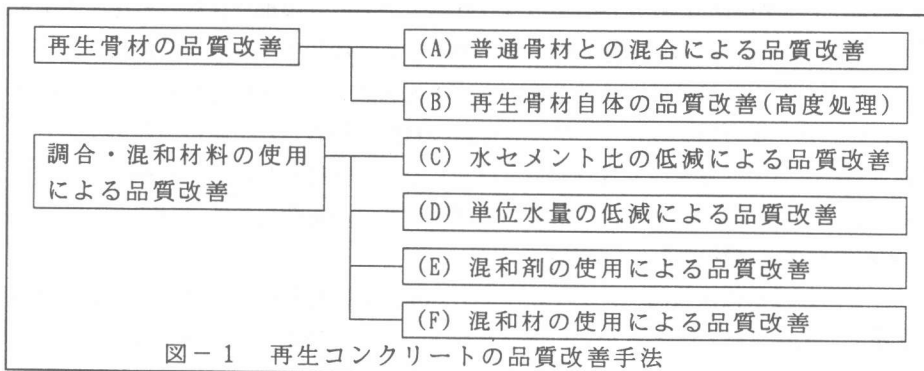 再生骨材の品質改善
(A) 普通骨材との混合による品質改善
(B) 再生骨材自体の品質改善(高度処理)
調合・混和材料の使用
による品質改善
(C) 水セメント比の低減による品質改善
(D) 単位水量の低減による品質改善
(E) 混和剤の使用による品質改善
(F) 混和材の使用による品質改善
図－1 再生コンクリートの品質改善手法